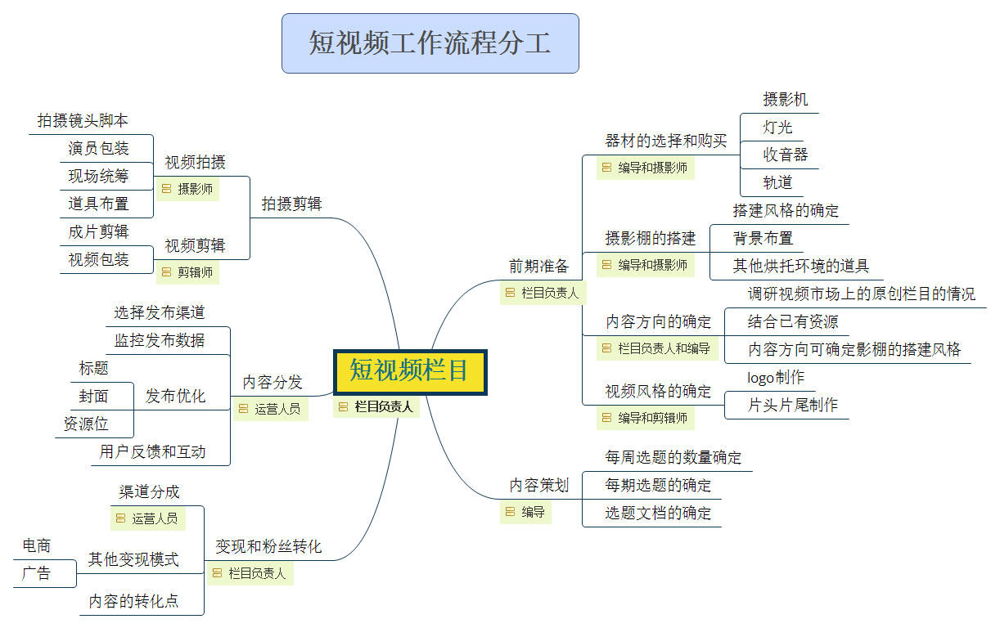 短视频工作流程分工
短视频栏目
栏目负责人
前期准备
栏目负责人
器材的选择和购买
编导和摄影师
摄影机
灯光
收音器
轨道
摄影棚的搭建
编导和摄影师
搭建风格的确定
背景布置
其他烘托环境的道具
内容方向的确定
栏目负责人和编导
调研视频市场上的原创栏目的情况
结合已有资源
内容方向可确定影棚的搭建风格
视频风格的确定
编导和剪辑师
logo制作
片头片尾制作
内容策划
编导
每周选题的数量确定
每期选题的确定
选题文档的确定
拍摄剪辑
视频拍摄
摄影师
拍摄镜头脚本
演员包装
现场统筹
道具布置
视频剪辑
剪辑师
成片剪辑
视频包装
内容分发
运营人员
选择发布渠道
监控发布数据
发布优化
标题
封面
资源位
用户反馈和互动
变现和粉丝转化
栏目负责人
渠道分成
运营人员
其他变现模式
电商
广告
内容的转化点